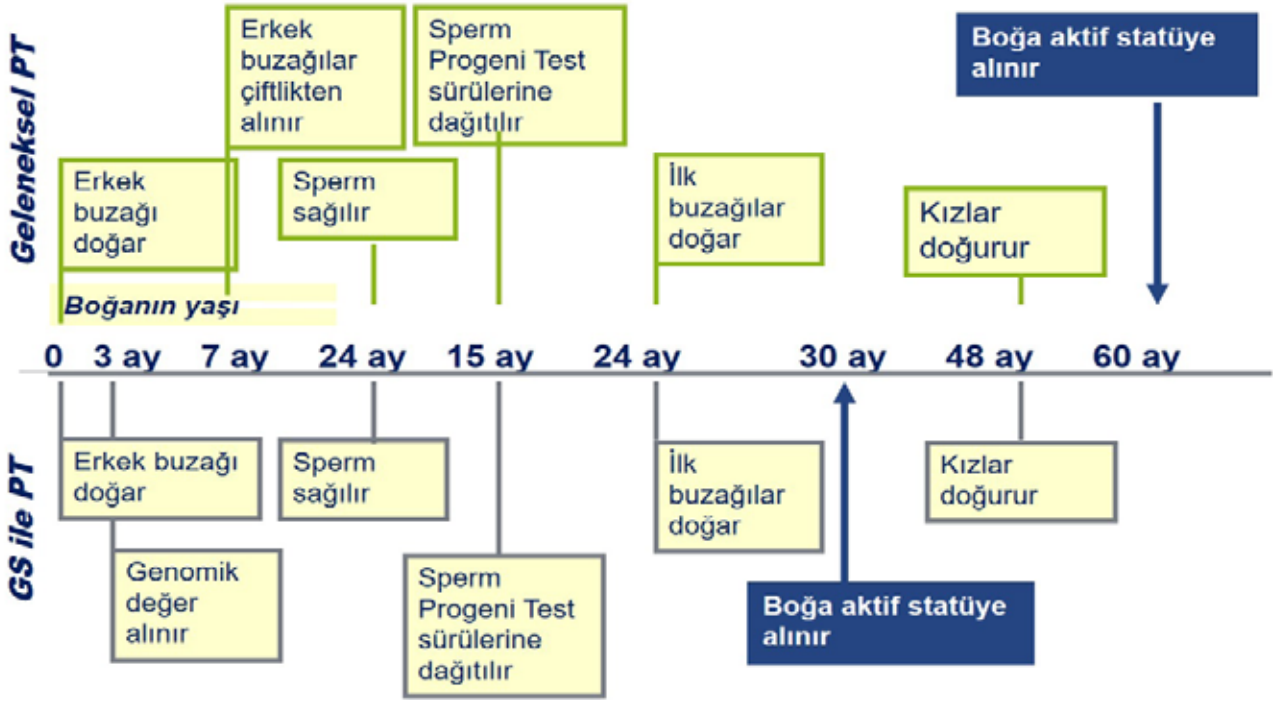 Geleneksel PT
Erkek
buzağı
doğar
Erkek
buzağılar
çiftlikten
alınır
Sperm
sağılır
Sperm
Progeni Test
sürülerine
dağıtılır
İlk
buzağılar
doğar
Kızlar
doğurur
Boğa aktif statüye
alınır
Boğanın yaşı
0 3 ay 7 ay 24 ay 15 ay 24 ay 30 ay 48 ay 60 ay
GS ile PT
Erkek buzağı
doğar
Genomik
değer
alınır
Sperm
sağılır
Sperm
Progeni Test
sürülerine
dağıtılır
İlk
buzağılar
doğar
Boğa aktif statüye
alınır
Kızlar
doğurur